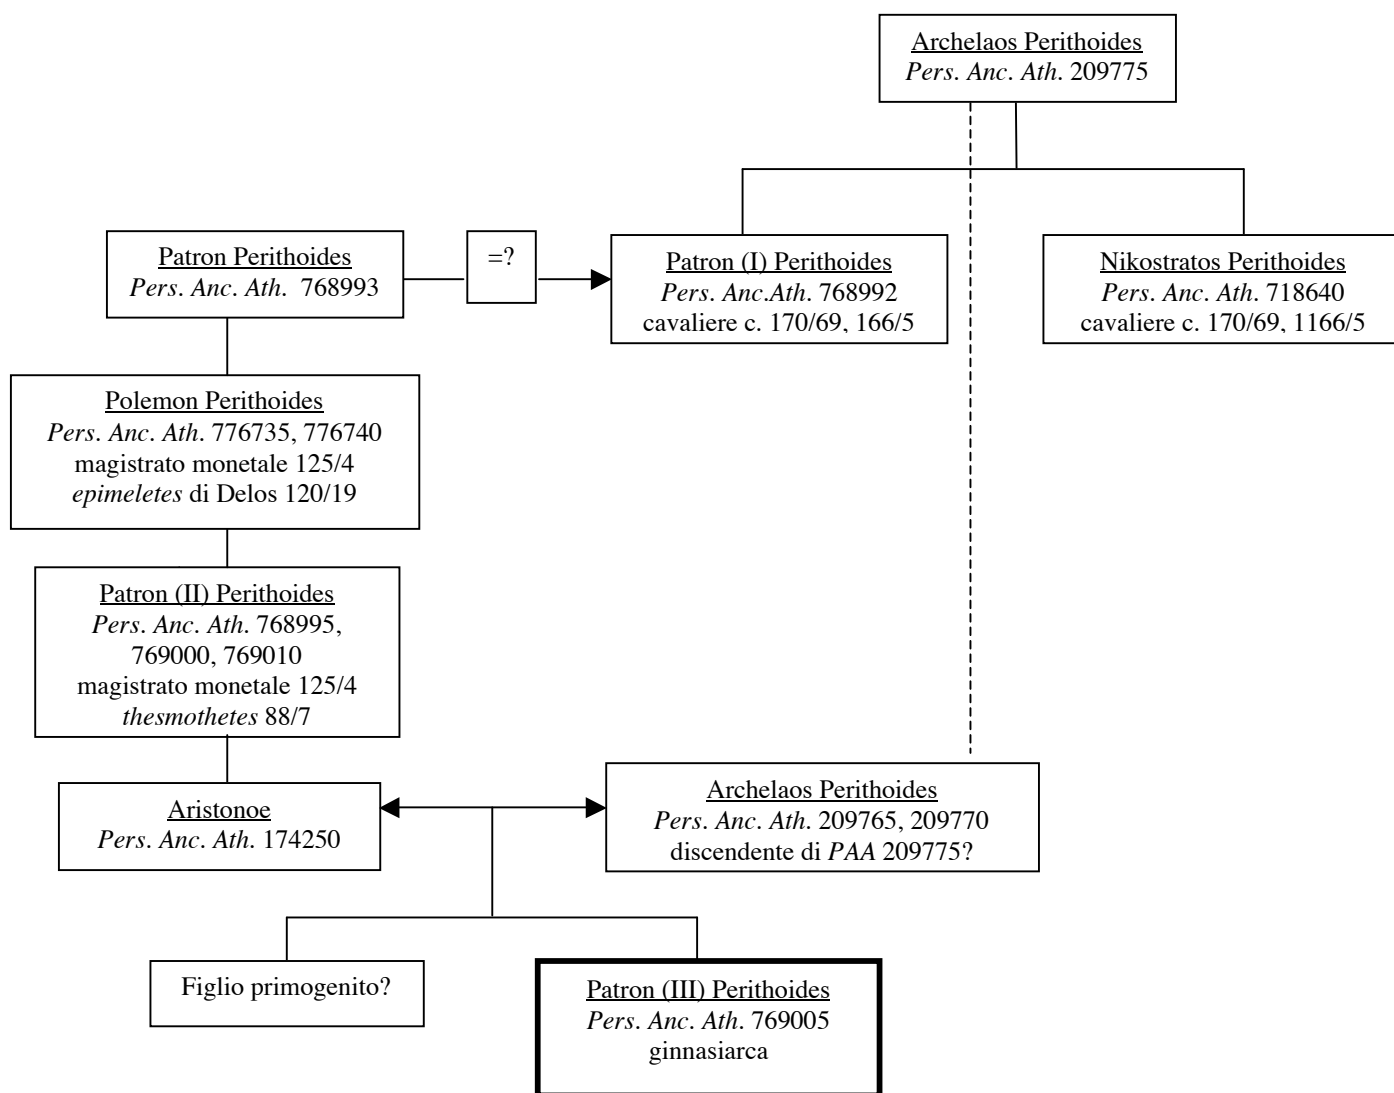 Archelaos Perithoides
Pers. Anc. Ath. 209775
Patron Perithoides
Pers. Anc. Ath. 768993
=?
Patron (I) Perithoides
Pers. Anc.Ath. 768992
cavaliere c. 170/69, 166/5
Nikostratos Perithoides
Pers. Anc. Ath. 718640
cavaliere c. 170/69, 1166/5
Polemon Perithoides
Pers. Anc. Ath. 776735, 776740
magistrato monetale 125/4
epimeletes di Delos 120/19
Patron (II) Perithoides
Pers. Anc. Ath. 768995,
769000, 769010
magistrato monetale 125/4
thesmothetes 88/7
Aristonoe
Pers. Anc. Ath. 174250
Archelaos Perithoides
Pers. Anc. Ath. 209765, 209770
discendente di PAA 209775?
Figlio primogenito?
Patron (III) Perithoides
Pers. Anc. Ath. 769005
ginnasiarca